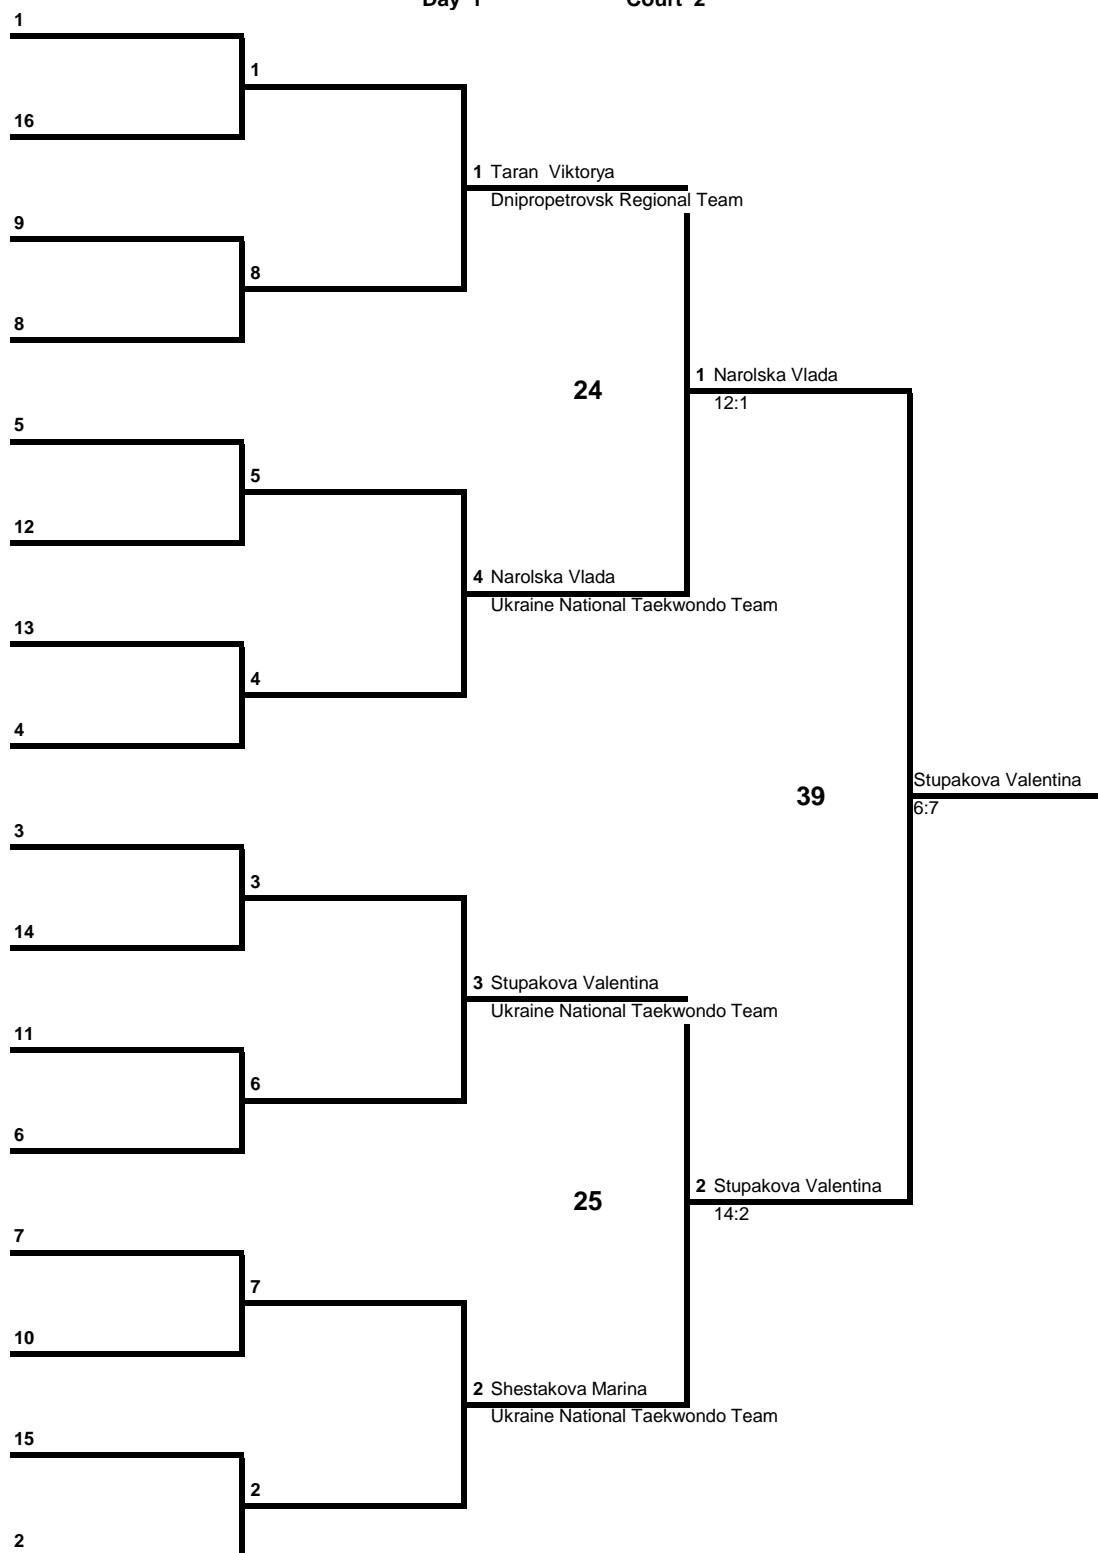 Day 1 Court 2
1
1
16
1 Taran Viktorya
Dnipropetrovsk Regional Team
9
8
8
24
1 Narolska Vlada
12:1
5
5
12
4 Narolska Vlada
Ukraine National Taekwondo Team
13
4
4
39
Stupakova Valentina
6:7
3
3
14
3 Stupakova Valentina
Ukraine National Taekwondo Team
11
6
6
25
2 Stupakova Valentina
14:2
7
7
10
2 Shestakova Marina
Ukraine National Taekwondo Team
15
2
2